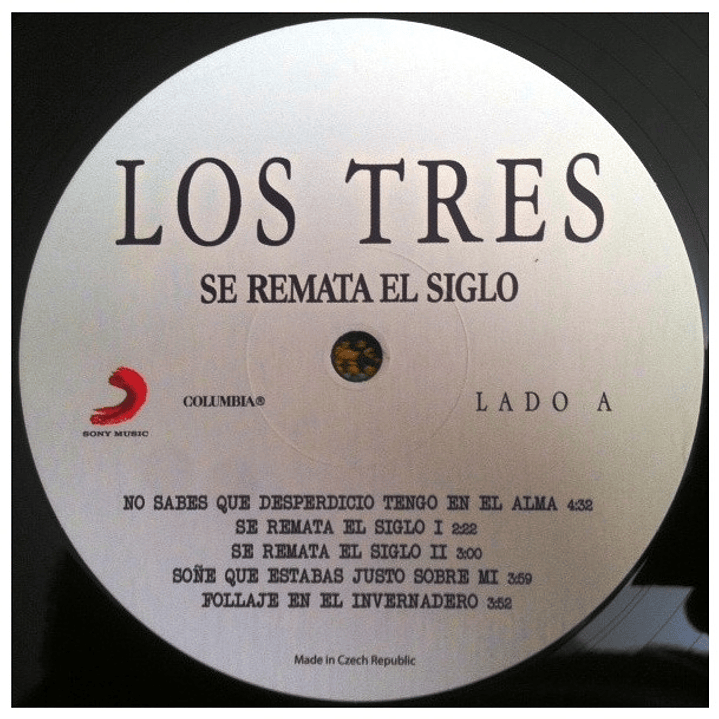 LOS TRES
SE REMATA EL SIGLO
SONY MUSIC
COLUMBIA®
LADO A
NO SABES QUE DESPERDICIO TENGO EN EL ALMA 4:32
SE REMATA EL SIGLO I 2:22
SE REMATA EL SIGLO II 3:00
SOÑE QUE ESTABAS JUSTO SOBRE MI 3:59
FOLLAJE EN EL INVERNADERO 3:52
Made in Czech Republic